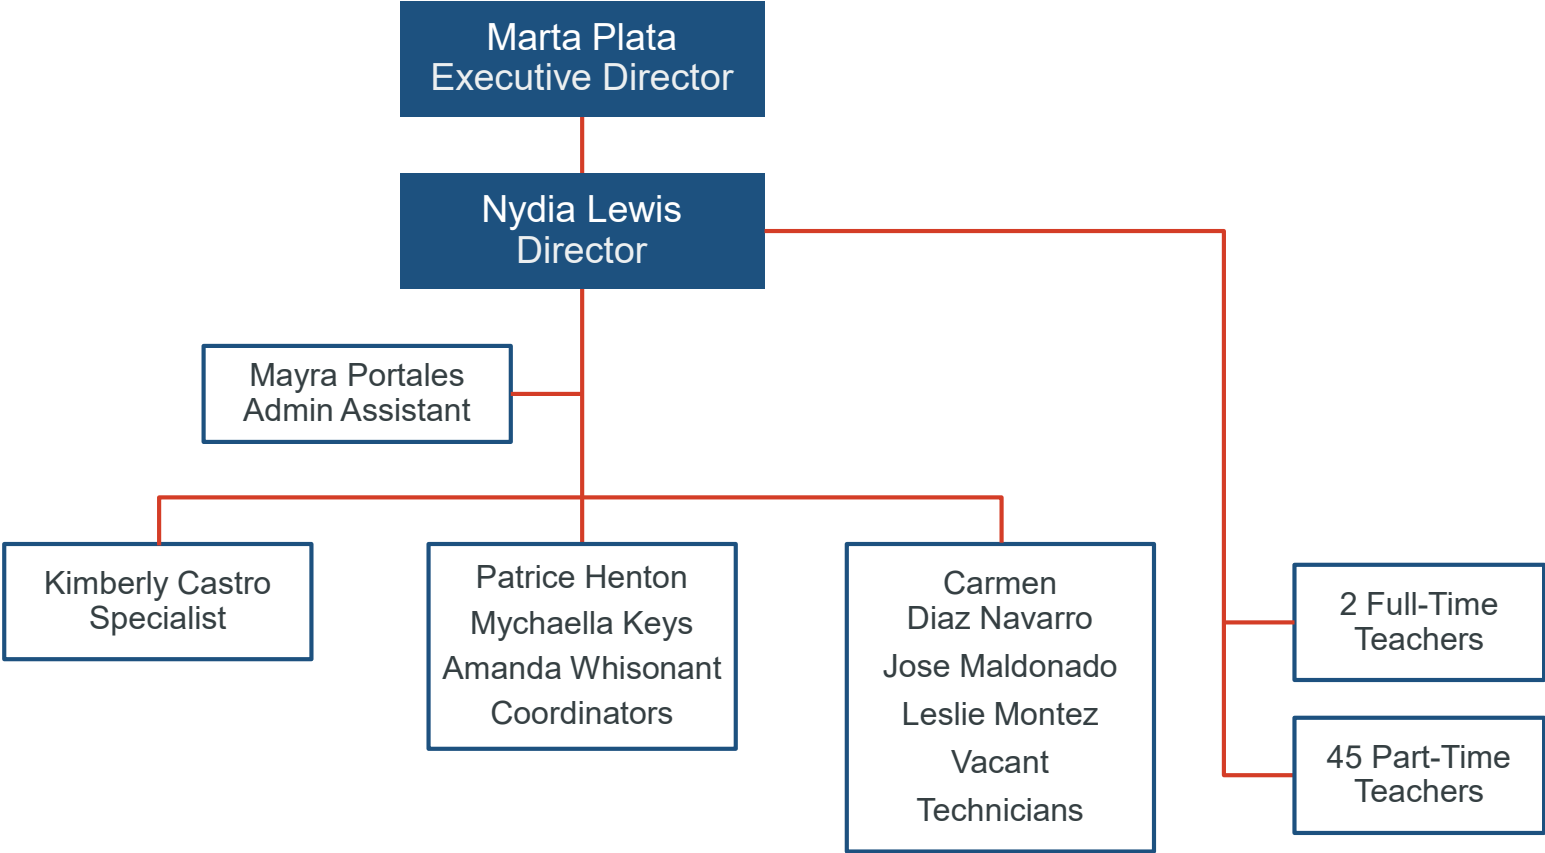 Marta Plata
Executive Director
Nydia Lewis
Director
Mayra Portales
Admin Assistant
Kimberly Castro
Specialist
Patrice Henton
Mychaella Keys
Amanda Whisonant
Coordinators
Carmen
Diaz Navarro
Jose Maldonado
Leslie Montez
Vacant
Technicians
2 Full-Time
Teachers
45 Part-Time
Teachers